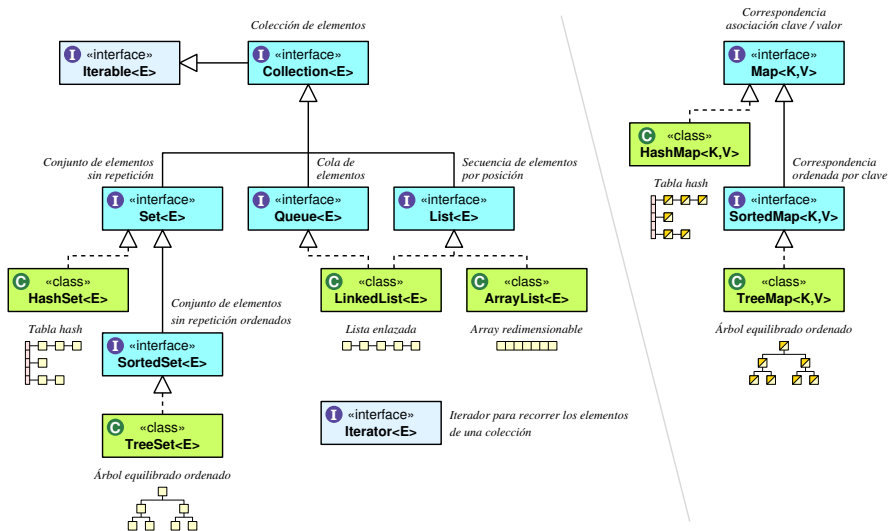 Colección de elementos
I «interface»
Iterable<E>
I «interface»
Collection<E>
Conjunto de elementos
sin repetición
Cola de
elementos
Secuencia de elementos
por posición
I «interface»
Set<E>
I «interface»
Queue<E>
I «interface»
List<E>
C «class»
HashSet<E>
Tabla hash
Conjunto de elementos
sin repetición ordenados
C «class»
LinkedList<E>
Lista enlazada
C «class»
ArrayList<E>
Array redimensionable
I «interface»
SortedSet<E>
C «class»
TreeSet<E>
Árbol equilibrado ordenado
I «interface»
Iterator<E>
Iterador para recorrer los elementos
de una colección
Correspondencia
asociación clave / valor
I «interface»
Map<K,V>
C «class»
HashMap<K,V>
Tabla hash
Correspondencia
ordenada por clave
I «interface»
SortedMap<K,V>
C «class»
TreeMap<K,V>
Árbol equilibrado ordenado